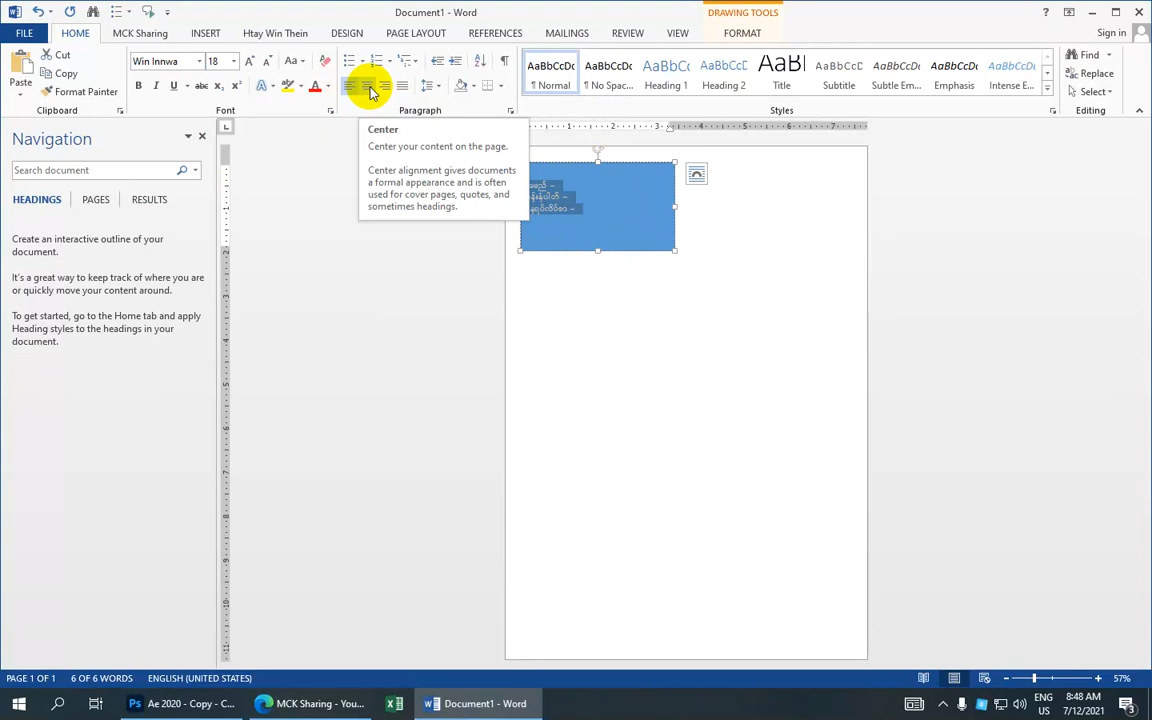 Document1 - Word
DRAWING TOOLS
Sign in
FILE
HOME
MCK Sharing
INSERT
Htay Win Thein
DESIGN
PAGE LAYOUT
REFERENCES
MAILINGS
REVIEW
VIEW
FORMAT
Paste
Cut
Copy
Format Painter
Clipboard
Win Innwa
18
Font
Paragraph
AaBbCcDc
¶ Normal
AaBbCcDc
¶ No Spac...
AaBbCc
Heading 1
AaBbCcC
Heading 2
AaBl
Title
AaBbCcC
Subtitle
AaBbCcDc
Subtle Em...
AaBbCcDc
Emphasis
AaBbCcDc
Intense E...
Styles
Find
Replace
Select
Editing
Navigation
Search document
HEADINGS
PAGES
RESULTS
Create an interactive outline of your
document.
It's a great way to keep track of where you are
or quickly move your content around.
To get started, go to the Home tab and apply
Heading styles to the headings in your
document.
Center
Center your content on the page.
Center alignment gives documents
a formal appearance and is often
used for cover pages, quotes, and
sometimes headings.
PAGE 1 OF 1
6 OF 6 WORDS
ENGLISH (UNITED STATES)
57%
Ae 2020 - Copy - C...
MCK Sharing - You...
Document1 - Word
ENG
US
8:48 AM
7/12/2021
3